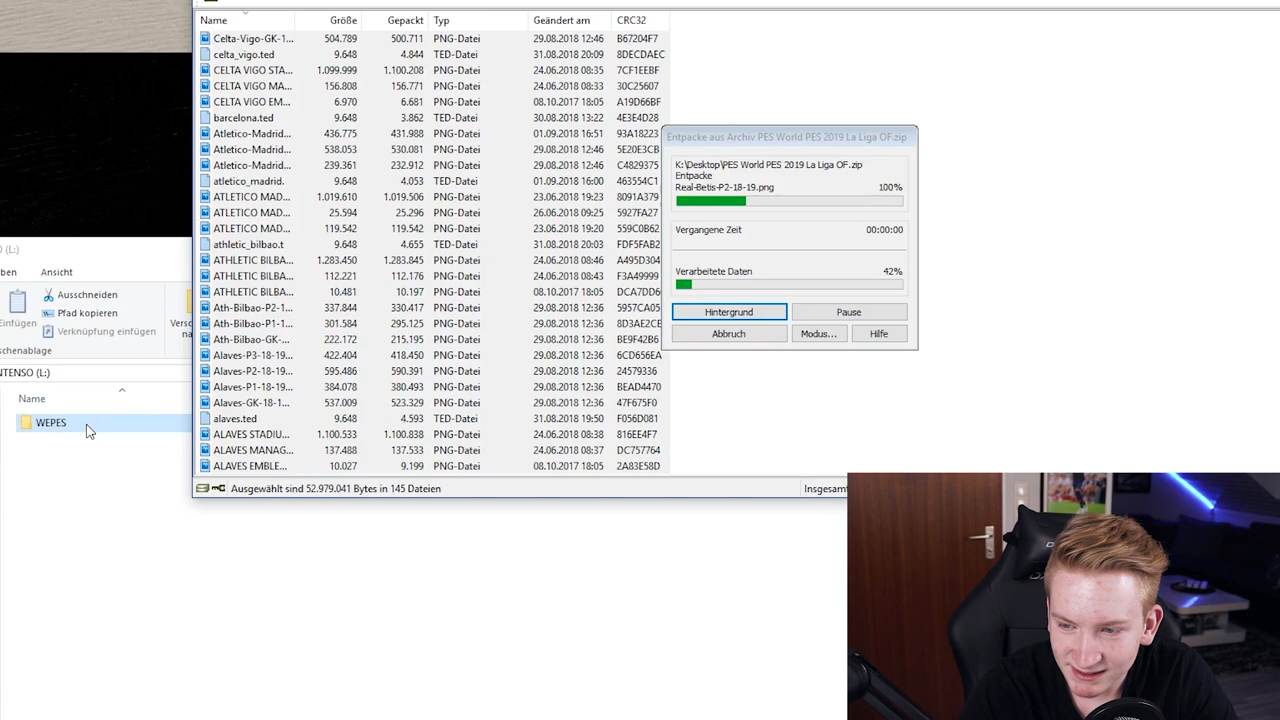 Name Größe Gepackt Typ Geändert am CRC32
Celta-Vigo-GK-1... 504.789 500.711 PNG-Datei 29.08.2018 12:46 B67204F7
celta_vigo.ted 9.648 4.844 TED-Datei 31.08.2018 20:09 8DECDAEC
CELTA VIGO STA... 1.099.999 1.100.208 PNG-Datei 24.06.2018 08:35 7CF1EEBF
CELTA VIGO MA... 156.808 156.771 PNG-Datei 24.06.2018 08:33 30C25607
CELTA VIGO EM... 6.970 6.681 PNG-Datei 08.10.2017 18:05 A19D66BF
barcelona.ted 9.648 3.862 TED-Datei 30.08.2018 13:22 4E3E4D28
Atletico-Madrid... 436.775 431.988 PNG-Datei 01.09.2018 16:51 93A18223
Atletico-Madrid... 538.053 530.081 PNG-Datei 29.08.2018 12:46 5E20E3CB
Atletico-Madrid... 239.361 232.912 PNG-Datei 29.08.2018 12:46 C4829375
atletico_madrid. 9.648 4.053 TED-Datei 01.09.2018 16:00 463554C1
ATLETICO MAD... 1.019.610 1.019.506 PNG-Datei 23.06.2018 19:23 8091A379
ATLETICO MAD... 25.594 25.296 PNG-Datei 26.06.2018 09:25 5927FA27
ATLETICO MAD... 119.542 119.542 PNG-Datei 23.06.2018 19:20 559C0B62
athletic_bilbao.t 9.648 4.655 TED-Datei 31.08.2018 20:03 FDF5FAB2
ATHLETIC BILBA... 1.283.450 1.283.845 PNG-Datei 24.06.2018 08:46 A495D304
ATHLETIC BILBA... 112.221 112.176 PNG-Datei 24.06.2018 08:43 F3A49999
ATHLETIC BILBA... 10.481 10.197 PNG-Datei 08.10.2017 18:05
Ath-Bilbao-P2-1... 337.844 330.417 PNG-Datei 29.08.2018 12:36 5957CA05
Ath-Bilbao-P1-1... 301.584 295.125 PNG-Datei 29.08.2018 12:36 8D3AE2CE
Ath-Bilbao-GK-... 222.172 215.195 PNG-Datei 29.08.2018 12:36 BE9F42B6
Alaves-P3-18-19... 422.404 418.450 PNG-Datei 29.08.2018 12:36 6CD656EA
Alaves-P2-18-19... 595.486 590.391 PNG-Datei 29.08.2018 12:36 24579336
Alaves-P1-18-19... 384.078 380.493 PNG-Datei 29.08.2018 12:36 BEAD4470
Alaves-GK-18-1... 537.009 523.329 PNG-Datei 29.08.2018 12:36 47F675F0
alaves.ted 9.648 4.593 TED-Datei 31.08.2018 19:50 F056D081
ALAVES STADIU... 1.100.533 1.100.838 PNG-Datei 24.06.2018 08:38 816EE4F7
ALAVES MANAG... 137.488 137.533 PNG-Datei 24.06.2018 08:37 DC757764
ALAVES EMBLE... 10.027 9.199 PNG-Datei 08.10.2017 18:05 2A83E58D
Ausgewählt sind 52.979.041 Bytes in 145 Dateien Insgesamt
Entpacke aus Archiv PES World PES 2019 La Liga OF.zip
K:\Desktop\PES World PES 2019 La Liga OF.zip
Entpacke
Real-Betis-P2-18-19.png 100%
Vergangene Zeit 00:00:00
Verarbeitete Daten 42%
Hintergrund Pause
Abbruch Modus... Hilfe
(L:)
Ansicht
Ausschneiden
Pfad kopieren
Einfügen Verknüpfung einfügen
NTENSO (L:)
Name
WEPES